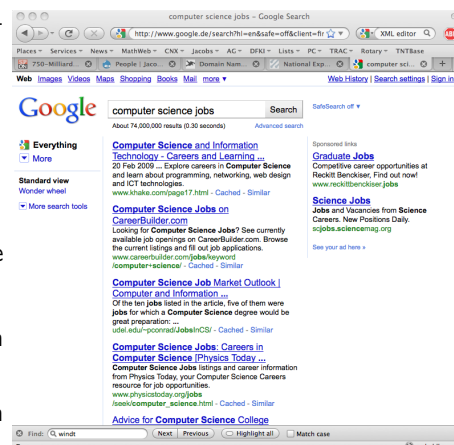 computer science jobs - Google Search
http://www.google.de/search?hl=en&safe=off&client=fir
XML editor
ABP
Places Services News MathWeb CNX Jacobs AG DFKI Lists PC TRAC Rotary TNTBase
750-Milliard... People | Jaco... Domain Nam... National Exp... computer sci...
Web Images Videos Maps Shopping Books Mail more
Web History | Search settings | Sign in
Google
computer science jobs
Search
SafeSearch off
About 74,000,000 results (0.30 seconds)
Advanced search
Everything
More
Standard view
Wonder wheel
More search tools
Computer Science and Information
Technology - Careers and Learning ...
20 Feb 2009 ... Explore careers in Computer Science
and learn about programming, networking, web design
and ICT technologies.
www.khake.com/page17.html - Cached - Similar
Computer Science Jobs on
CareerBuilder.com
Looking for Computer Science Jobs? See currently
available job openings on CareerBuilder.com. Browse
the current listings and fill out job applications.
www.careerbuilder.com/jobs/keyword
/computer+science/ - Cached - Similar
Computer Science Job Market Outlook |
Computer and Information ...
Of the ten jobs listed in the article, five of them were
jobs for which a Computer Science degree would be
great preparation: ...
udel.edu/~pconrad/JobsInCS/ - Cached - Similar
Computer Science Jobs: Careers in
Computer Science [Physics Today ...
Computer Science Jobs listings and career information
from Physics Today, your Computer Science Careers
resource for job opportunities.
www.physicstoday.org/jobs
/seek/computer_science.html - Cached - Similar
Advice for Computer Science College
Sponsored links
Graduate Jobs
Competitive career opportunities at
Reckitt Benckiser, Find out now!
www.reckittbenckiser.jobs
Science Jobs
Jobs and Vacancies from Science
Careers. New Positions Daily.
scjobs.sciencemag.org
See your ad here »
Find: windt
Next Previous Highlight all Match case